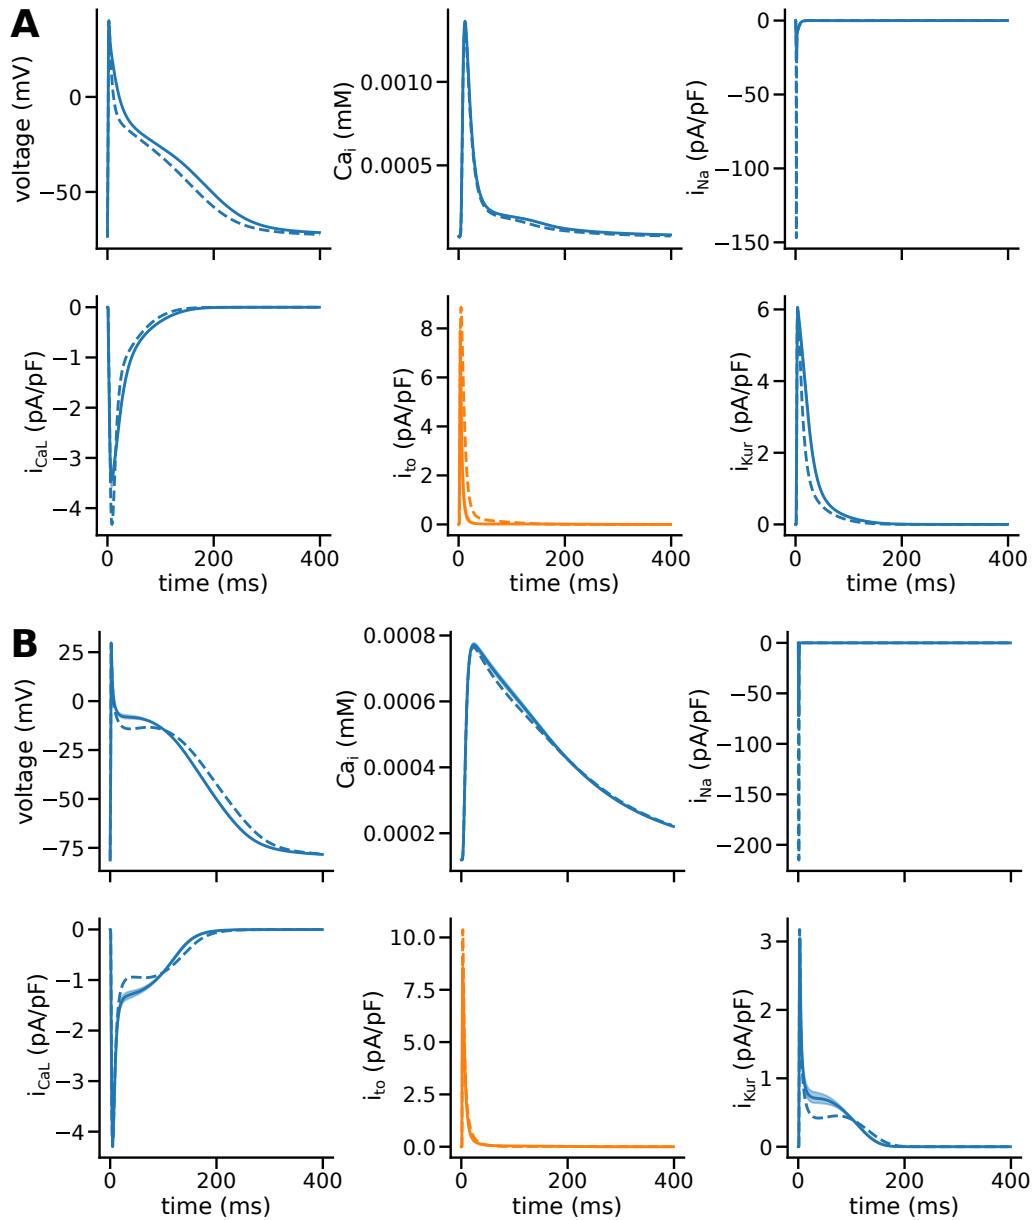 A
voltage (mV)
0
−50
Ca_i (mM)
0.0010
0.0005
i_Na (pA/pF)
0
−50
−100
−150
i_CaL (pA/pF)
0
−1
−2
−3
−4
0 200 400
time (ms)
i_to (pA/pF)
8
6
4
2
0
0 200 400
time (ms)
i_Kur (pA/pF)
6
4
2
0
0 200 400
time (ms)
B
voltage (mV)
25
0
−25
−50
−75
Ca_i (mM)
0.0008
0.0006
0.0004
0.0002
i_Na (pA/pF)
0
−50
−100
−150
−200
i_CaL (pA/pF)
0
−1
−2
−3
−4
0 200 400
time (ms)
i_to (pA/pF)
10.0
7.5
5.0
2.5
0.0
0 200 400
time (ms)
i_Kur (pA/pF)
3
2
1
0
0 200 400
time (ms)